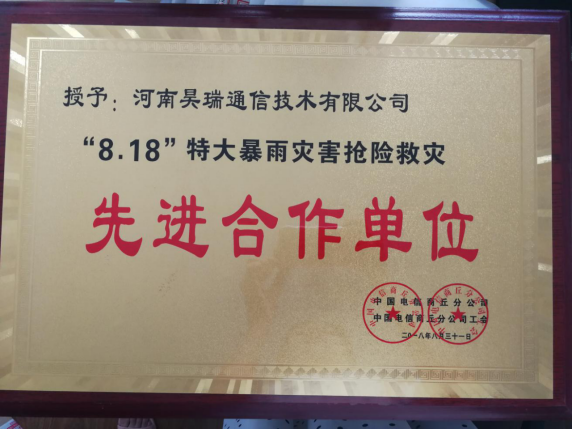 授予：河南昊瑞通信技术有限公司
“8.18”特大暴雨灾害抢险救灾
先进合作单位
中国电信商丘分公司
中国电信商丘分公司工会
二〇一八年八月三十一日